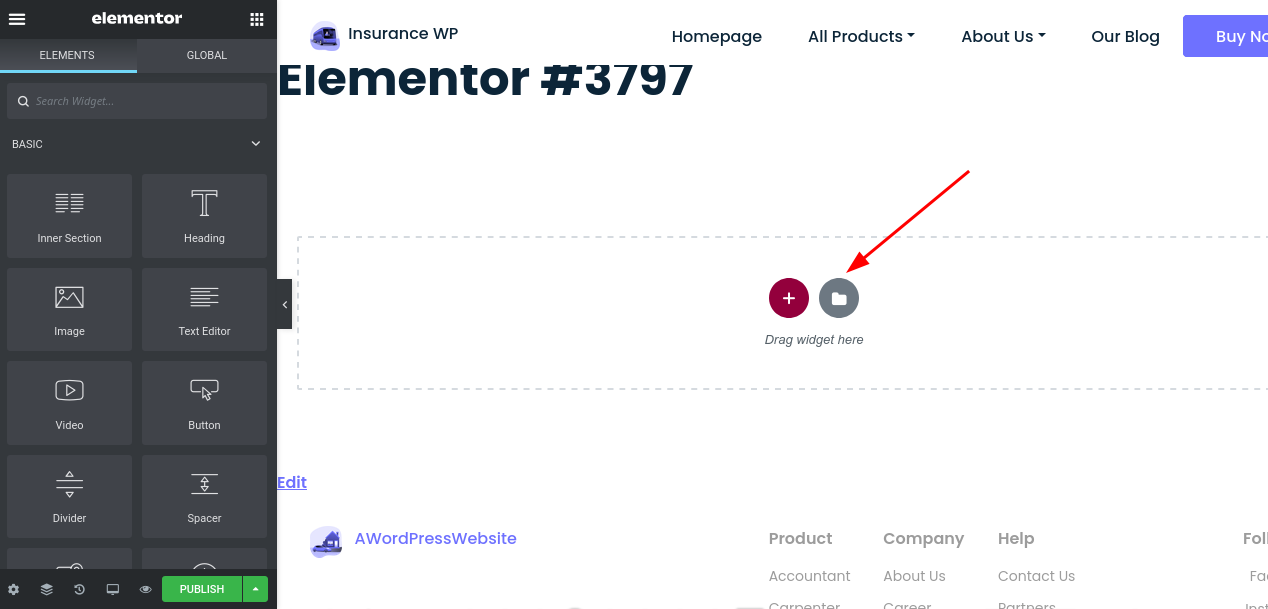 elementor
ELEMENTS
GLOBAL
Search Widget...
BASIC
Inner Section
Heading
Image
Text Editor
Video
Button
Divider
Spacer
PUBLISH
Insurance WP
Homepage
All Products
About Us
Our Blog
Buy No
Elementor #3797
Drag widget here
Edit
AWordPressWebsite
Product
Company
Help
Foll
Accountant
About Us
Contact Us
Fa
Carpenter
Career
Partners